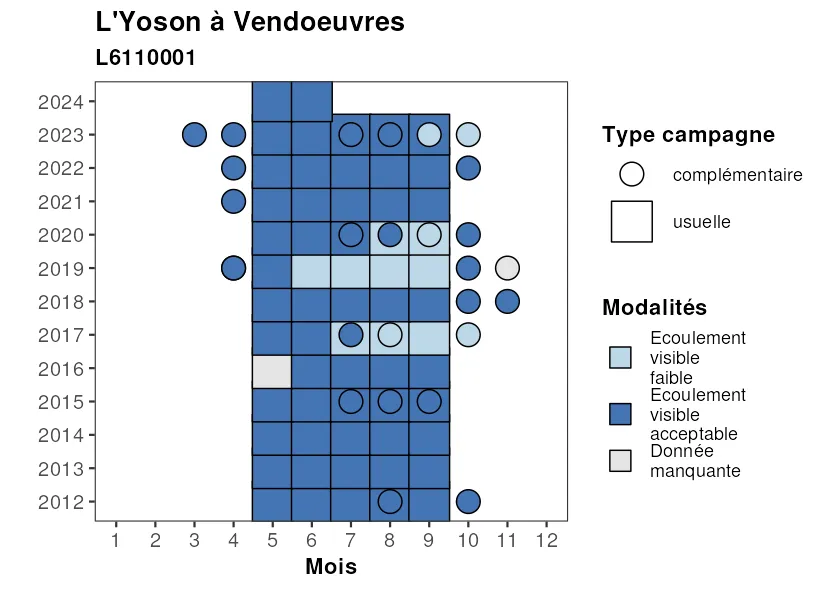 L'Yoson à Vendoeuvres
L6110001
2024
2023
2022
2021
2020
2019
2018
2017
2016
2015
2014
2013
2012
1 2 3 4 5 6 7 8 9 10 11 12
Mois
Type campagne
complémentaire
usuelle
Modalités
Ecoulement
visible
faible
Ecoulement
visible
acceptable
Donnée
manquante